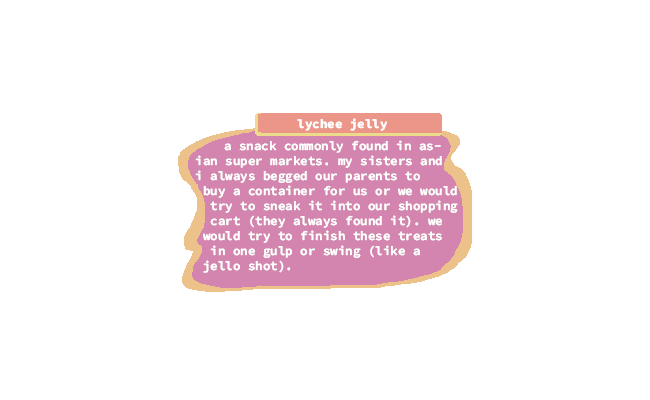 lychee jelly
a snack commonly found in as-
ian super markets. my sisters and
i always begged our parents to
buy a container for us or we would
try to sneak it into our shopping
cart (they always found it). we
would try to finish these treats
in one gulp or swing (like a
jello shot).